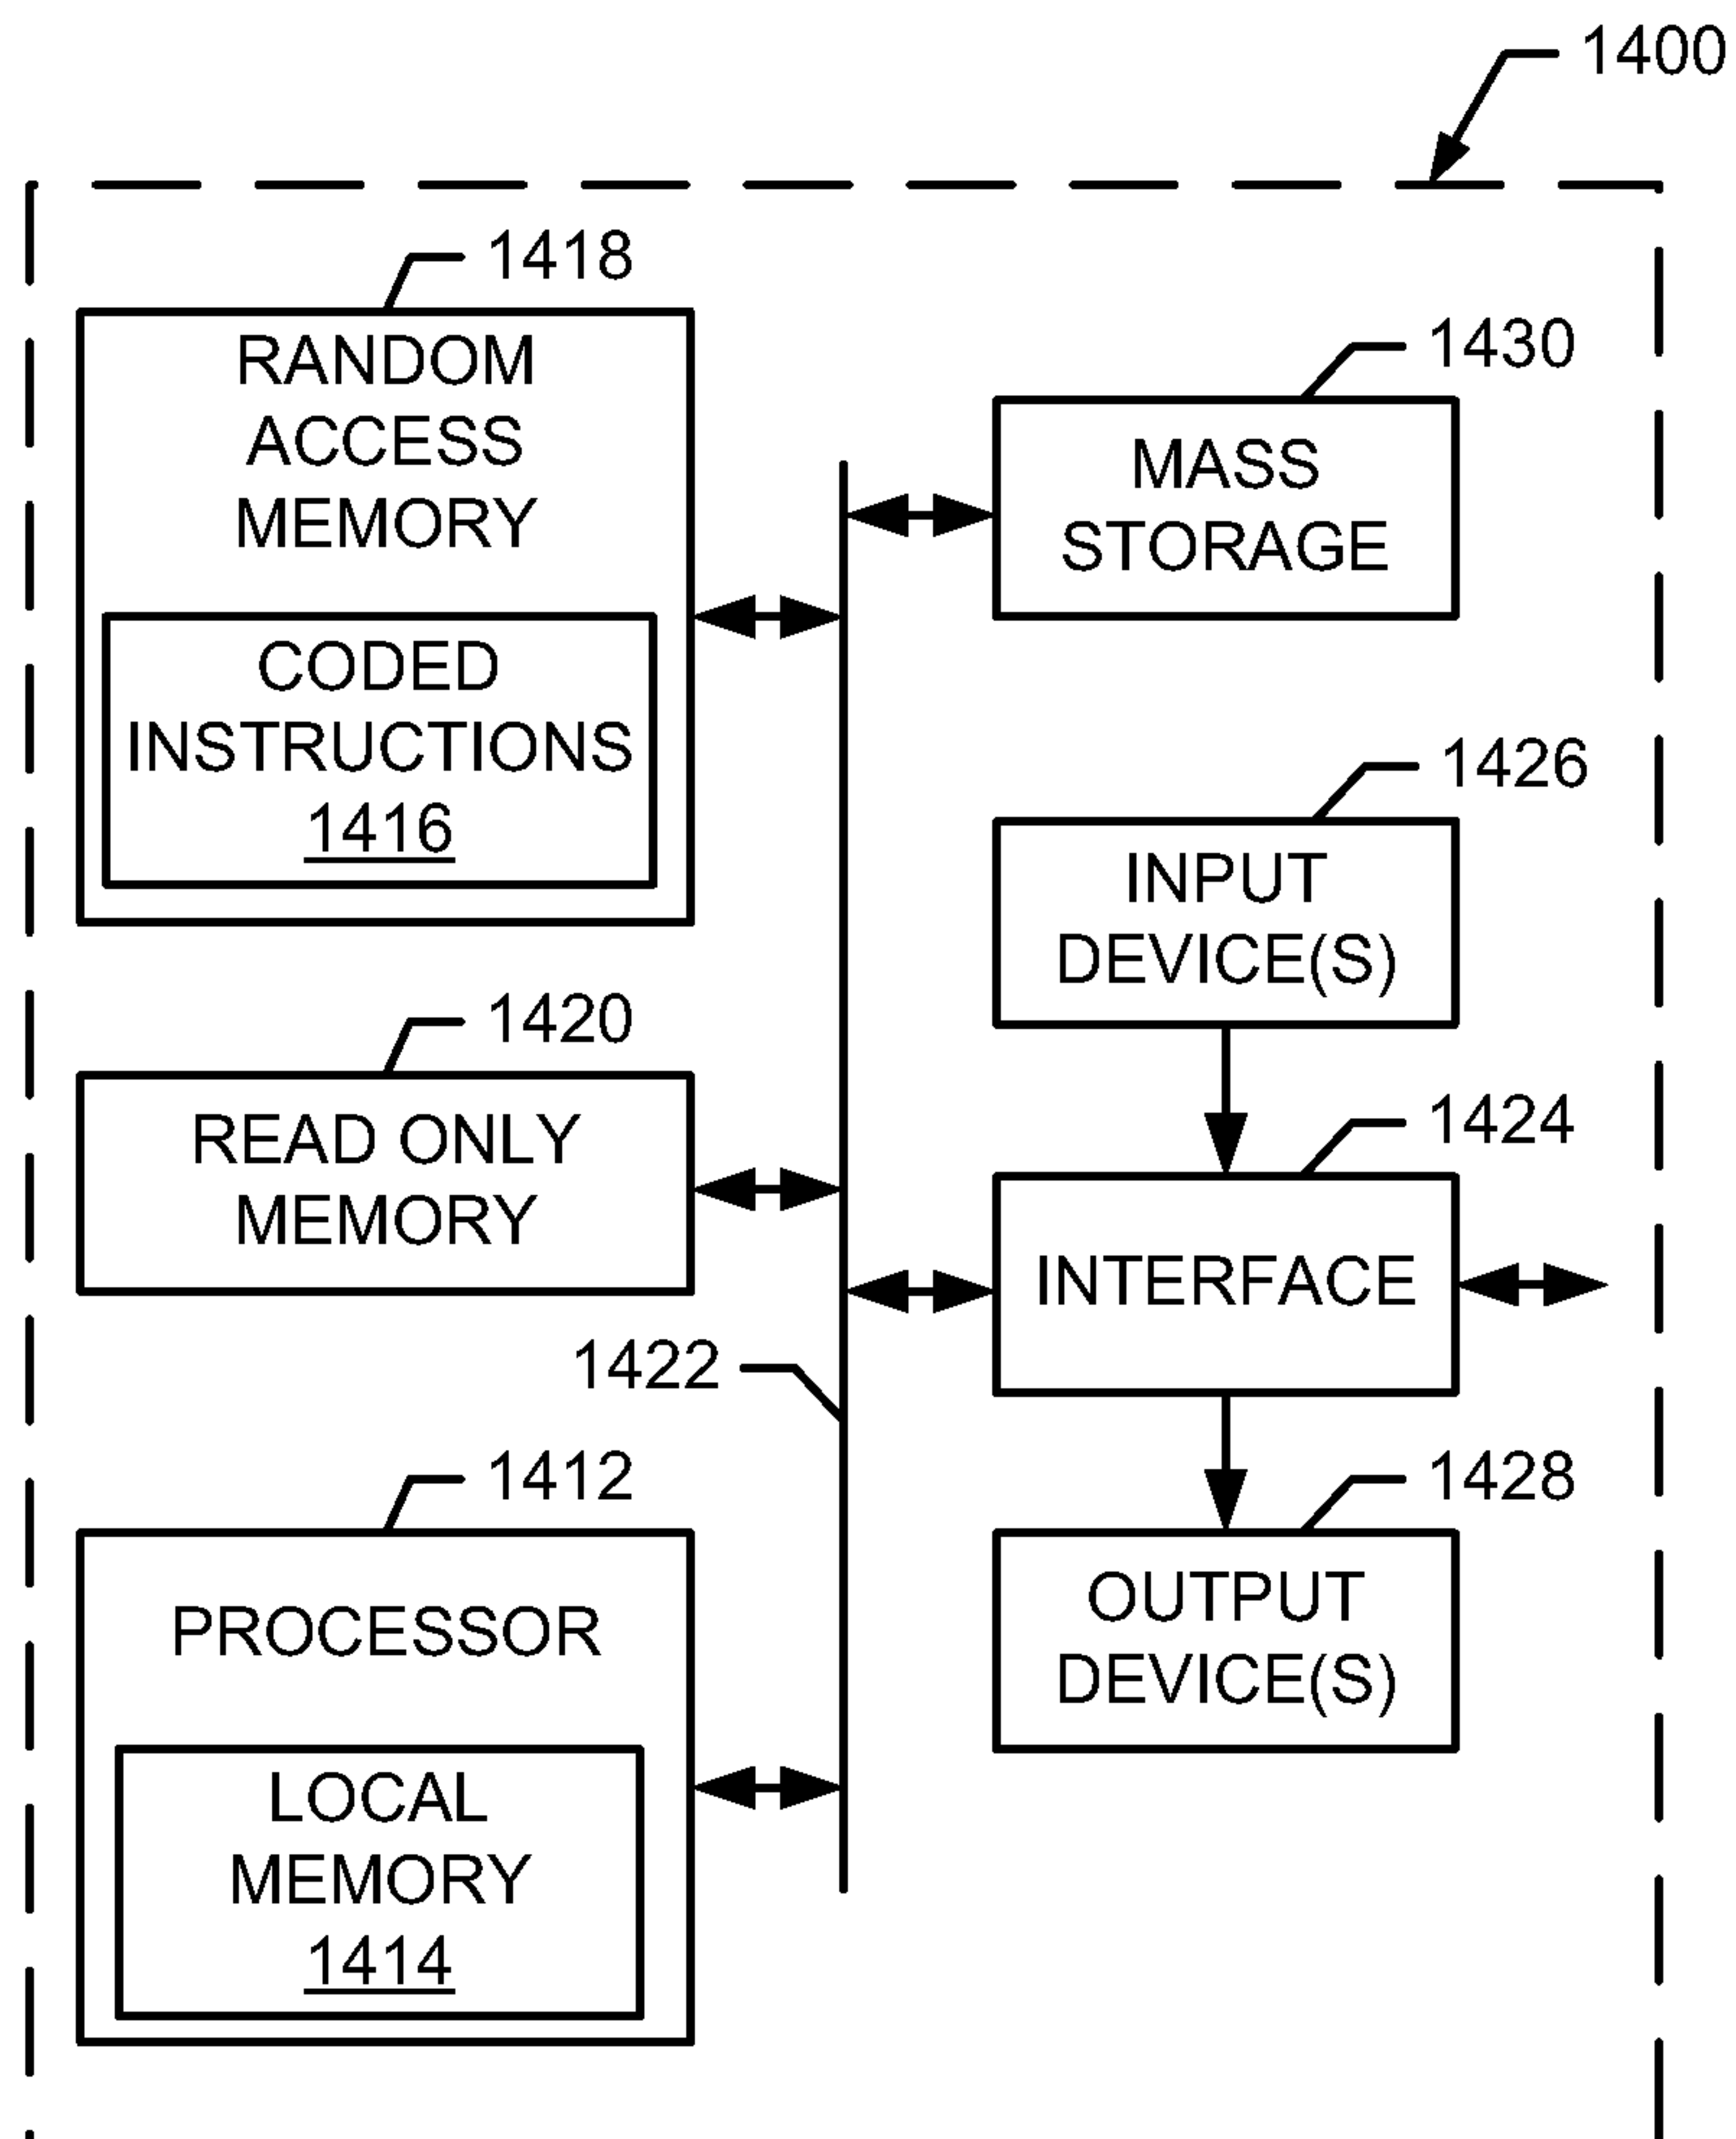 1400
1418
RANDOM
ACCESS
MEMORY
CODED
INSTRUCTIONS
1416
1430
MASS
STORAGE
1426
INPUT
DEVICE(S)
1420
READ ONLY
MEMORY
1424
INTERFACE
1422
1412
PROCESSOR
LOCAL
MEMORY
1414
1428
OUTPUT
DEVICE(S)